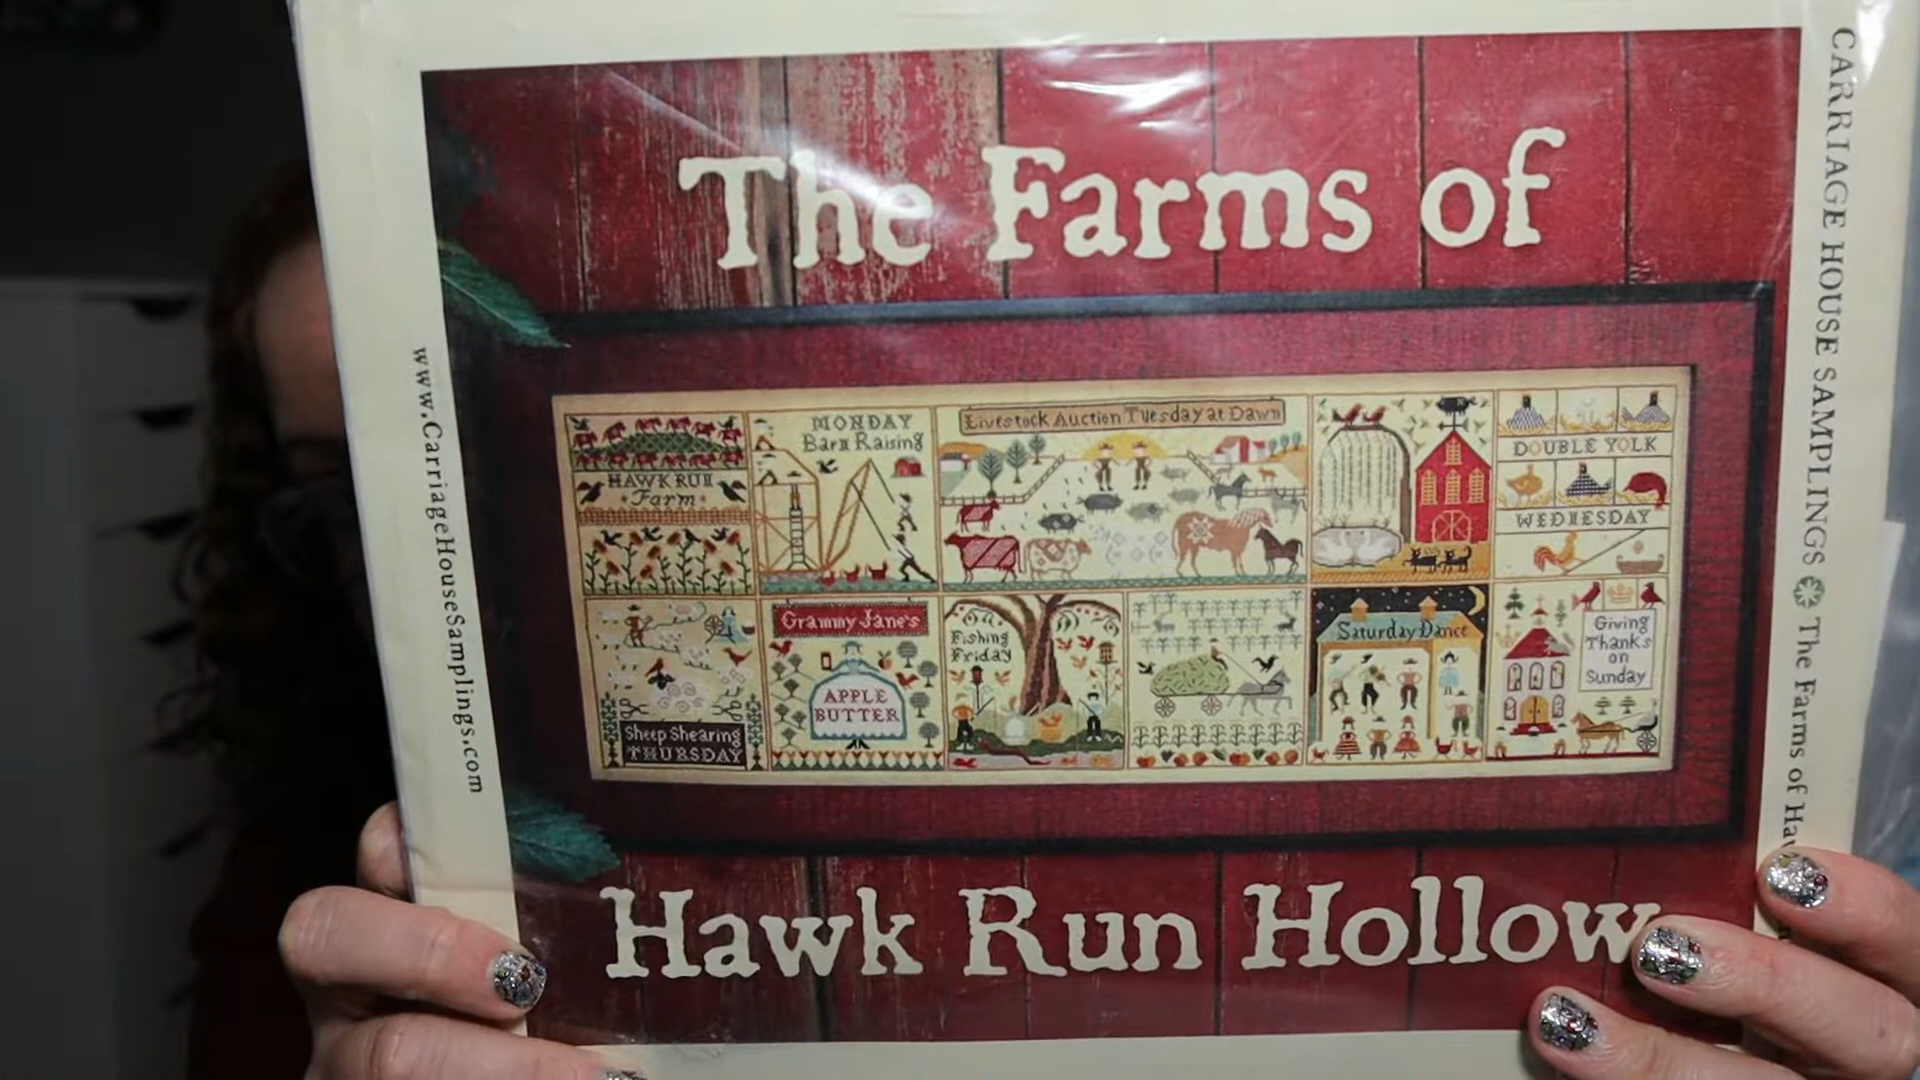 The Farms of
Livestock Auction Tuesday at Dawn
MONDAY
Barn Raising
HAWK RUN
Farm
DOUBLE YOLK
WEDNESDAY
Sheep Shearing
THURSDAY
Grammy Jane's
APPLE
BUTTER
Fishing
Friday
Saturday Dance
Giving
Thanks
on
Sunday
Hawk Run Hollow
www.CarriageHouseSamplings.com
CARRIAGE HOUSE SAMPLINGS The Farms of